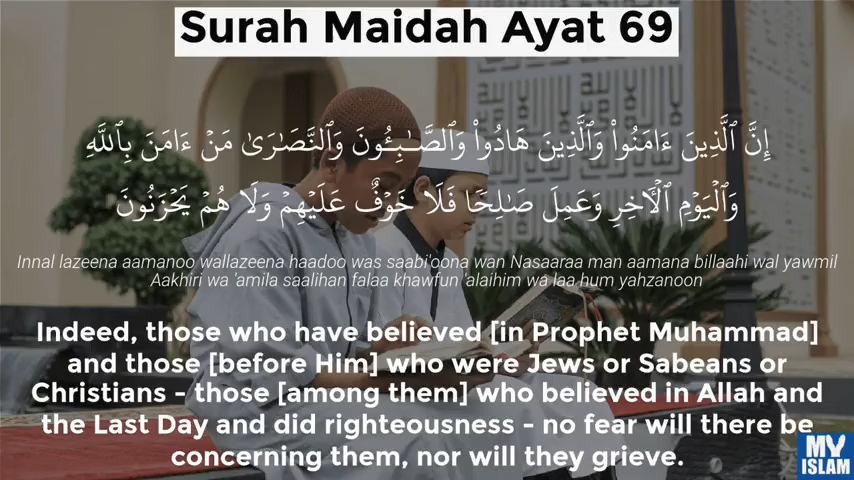 Surah Maidah Ayat 69
إِنَّ ٱلَّذِينَ ءَامَنُوا۟ وَٱلَّذِينَ هَادُوا۟ وَٱلصَّـٰبِـُٔونَ وَٱلنَّصَـٰرَىٰ مَنْ ءَامَنَ بِٱللَّهِ
وَٱلْيَوْمِ ٱلْـَٔاخِرِ وَعَمِلَ صَـٰلِحًا فَلَا خَوْفٌ عَلَيْهِمْ وَلَا هُمْ يَحْزَنُونَ
Innal lazeena aamanoo wallazeena haadoo was saabi'oona wan Nasaaraa man aamana billaahi wal yawmil
Aakhiri wa 'amila saalihan falaa khawfun 'alaihim wa laa hum yahzanoon
Indeed, those who have believed [in Prophet Muhammad]
and those [before Him] who were Jews or Sabeans or
Christians - those [among them] who believed in Allah and
the Last Day and did righteousness - no fear will there be
concerning them, nor will they grieve.
MY
ISLAM